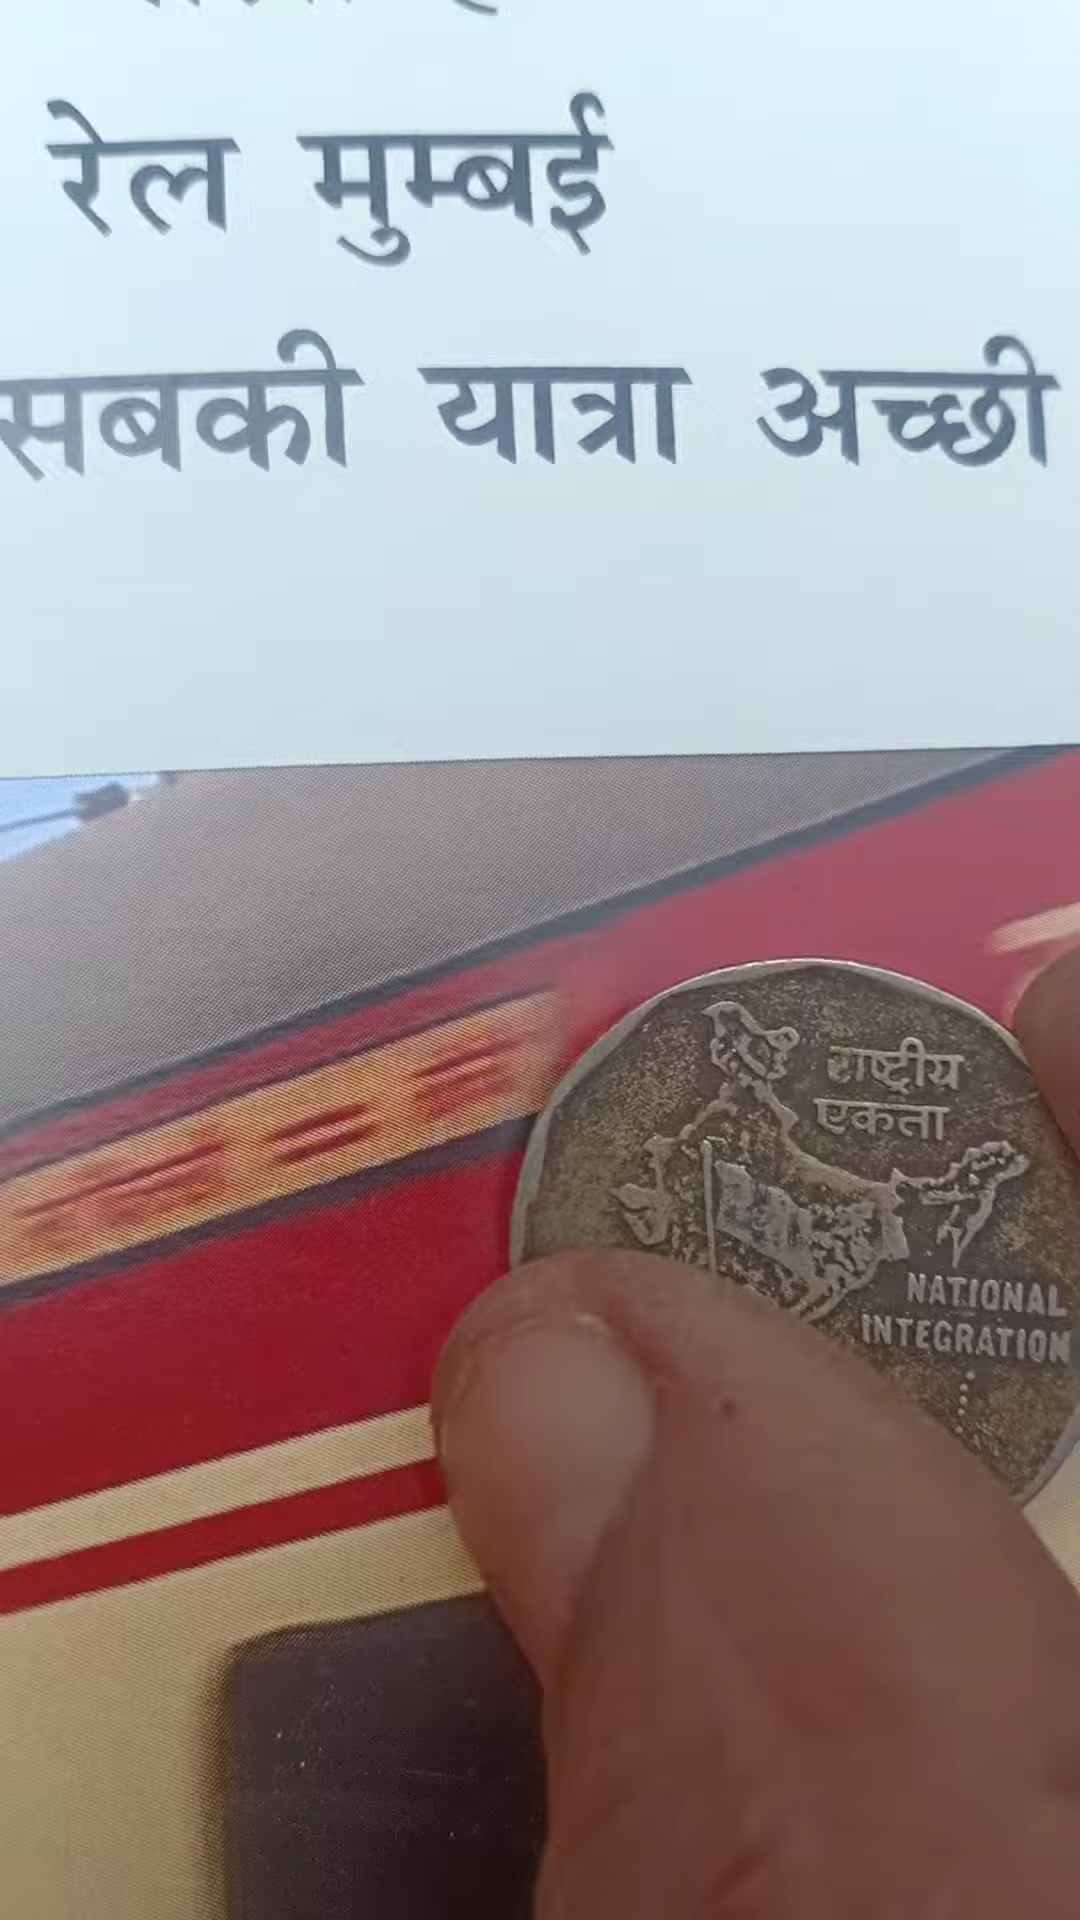 रेल मुम्बई
सबकी यात्रा अच्छी
राष्ट्रीय
एकता
NATIONAL
INTEGRATION